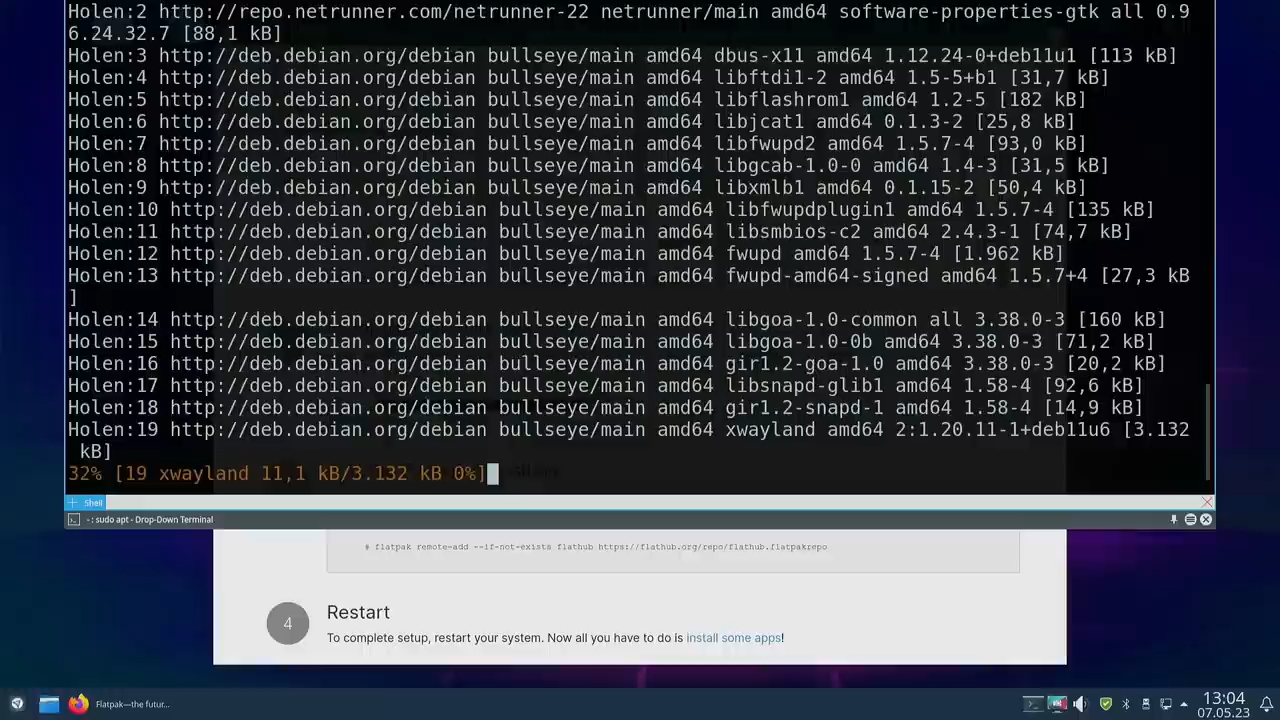 Holen:2 http://repo.netrunner.com/netrunner-22 netrunner/main amd64 software-properties-gtk all 0.9
6.24.32.7 [88,1 kB]
Holen:3 http://deb.debian.org/debian bullseye/main amd64 dbus-x11 amd64 1.12.24-0+deb11u1 [113 kB]
Holen:4 http://deb.debian.org/debian bullseye/main amd64 libftdi1-2 amd64 1.5-5+b1 [31,7 kB]
Holen:5 http://deb.debian.org/debian bullseye/main amd64 libflashrom1 amd64 1.2-5 [182 kB]
Holen:6 http://deb.debian.org/debian bullseye/main amd64 libjcat1 amd64 0.1.3-2 [25,8 kB]
Holen:7 http://deb.debian.org/debian bullseye/main amd64 libfwupd2 amd64 1.5.7-4 [93,0 kB]
Holen:8 http://deb.debian.org/debian bullseye/main amd64 libgcab-1.0-0 amd64 1.4-3 [31,5 kB]
Holen:9 http://deb.debian.org/debian bullseye/main amd64 libxmlb1 amd64 0.1.15-2 [50,4 kB]
Holen:10 http://deb.debian.org/debian bullseye/main amd64 libfwupdplugin1 amd64 1.5.7-4 [135 kB]
Holen:11 http://deb.debian.org/debian bullseye/main amd64 libsmbios-c2 amd64 2.4.3-1 [74,7 kB]
Holen:12 http://deb.debian.org/debian bullseye/main amd64 fwupd amd64 1.5.7-4 [1.962 kB]
Holen:13 http://deb.debian.org/debian bullseye/main amd64 fwupd-amd64-signed amd64 1.5.7+4 [27,3 kB
]
Holen:14 http://deb.debian.org/debian bullseye/main amd64 libgoa-1.0-common all 3.38.0-3 [160 kB]
Holen:15 http://deb.debian.org/debian bullseye/main amd64 libgoa-1.0-0b amd64 3.38.0-3 [71,2 kB]
Holen:16 http://deb.debian.org/debian bullseye/main amd64 gir1.2-goa-1.0 amd64 3.38.0-3 [20,2 kB]
Holen:17 http://deb.debian.org/debian bullseye/main amd64 libsnapd-glib1 amd64 1.58-4 [92,6 kB]
Holen:18 http://deb.debian.org/debian bullseye/main amd64 gir1.2-snapd-1 amd64 1.58-4 [14,9 kB]
Holen:19 http://deb.debian.org/debian bullseye/main amd64 xwayland amd64 2:1.20.11-1+deb11u6 [3.132
kB]
32% [19 xwayland 11,1 kB/3.132 kB 0%]
Shell
- : sudo apt - Drop-Down Terminal
# flatpak remote-add --if-not-exists flathub https://flathub.org/repo/flathub.flatpakrepo
4
Restart
To complete setup, restart your system. Now all you have to do is install some apps!
Flatpak—the futur...
13:04
07.05.23